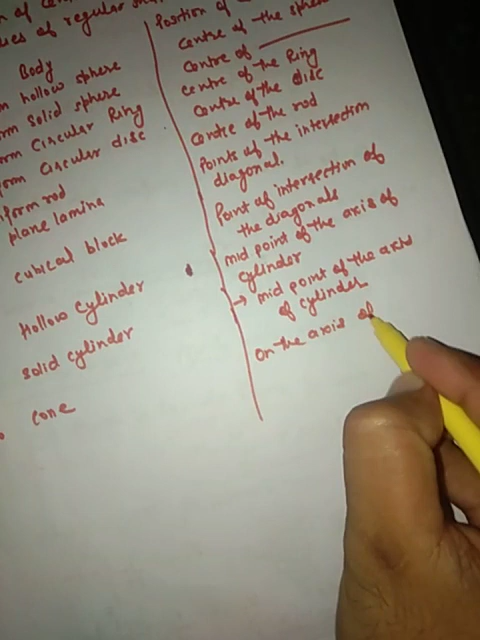 of
of regular
Body
hollow sphere
solid sphere
Circular Ring
Circular disc
rod
plane lamina
cubical block
Hollow cylinder
solid cylinder
cone
Position of
Centre of the sphere
Centre of
centre of the Ring
Centre of the disc
Centre of the rod
Points of the intersection
diagonal.
Point of intersection of
the diagonals
mid point of the axis of
cylinder
→ mid point of the axis
of cylinder
On the axis of